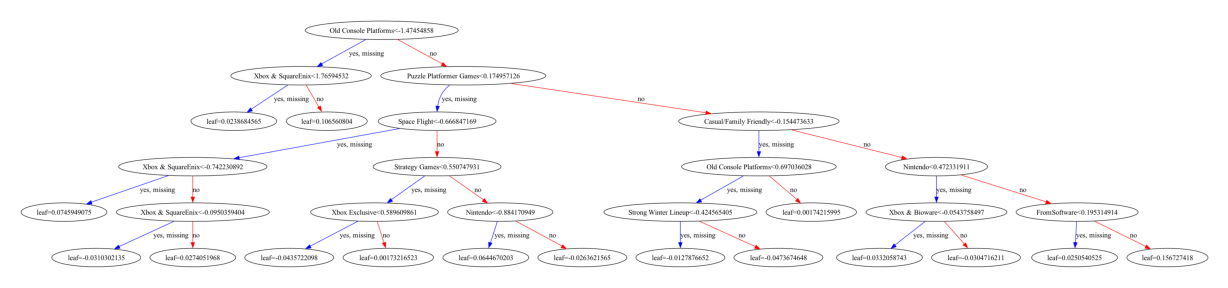 Old Console Platforms<-1.47454858
yes, missing
no
Xbox & SquareEnix<1.76594532
Puzzle Platformer Games<0.174957126
yes, missing
no
yes, missing
no
leaf=0.0238684565
leaf=0.106560804
Space Flight<-0.666847169
Casual/Family Friendly<-0.154473633
yes, missing
no
yes, missing
no
Xbox & SquareEnix<-0.742230892
Strategy Games<0.550747931
Old Console Platforms<0.697036028
Nintendo<0.472331911
yes, missing
no
yes, missing
no
yes, missing
no
yes, missing
no
leaf=0.0745949075
Xbox & SquareEnix<-0.0950359404
Xbox Exclusive<0.589609861
Nintendo<-0.884170949
Strong Winter Lineup<-0.424565405
leaf=0.00174215995
Xbox & Bioware<-0.0543758497
FromSoftware<0.195314914
yes, missing
no
yes, missing
no
yes, missing
no
yes, missing
no
yes, missing
no
yes, missing
no
leaf=-0.0310302135
leaf=0.0274051968
leaf=-0.0435722098
leaf=0.00173216523
leaf=0.0644670203
leaf=-0.0263621565
leaf=-0.0127876652
leaf=-0.0473674648
leaf=0.0332058743
leaf=-0.0304716211
leaf=0.0250540525
leaf=0.156727418